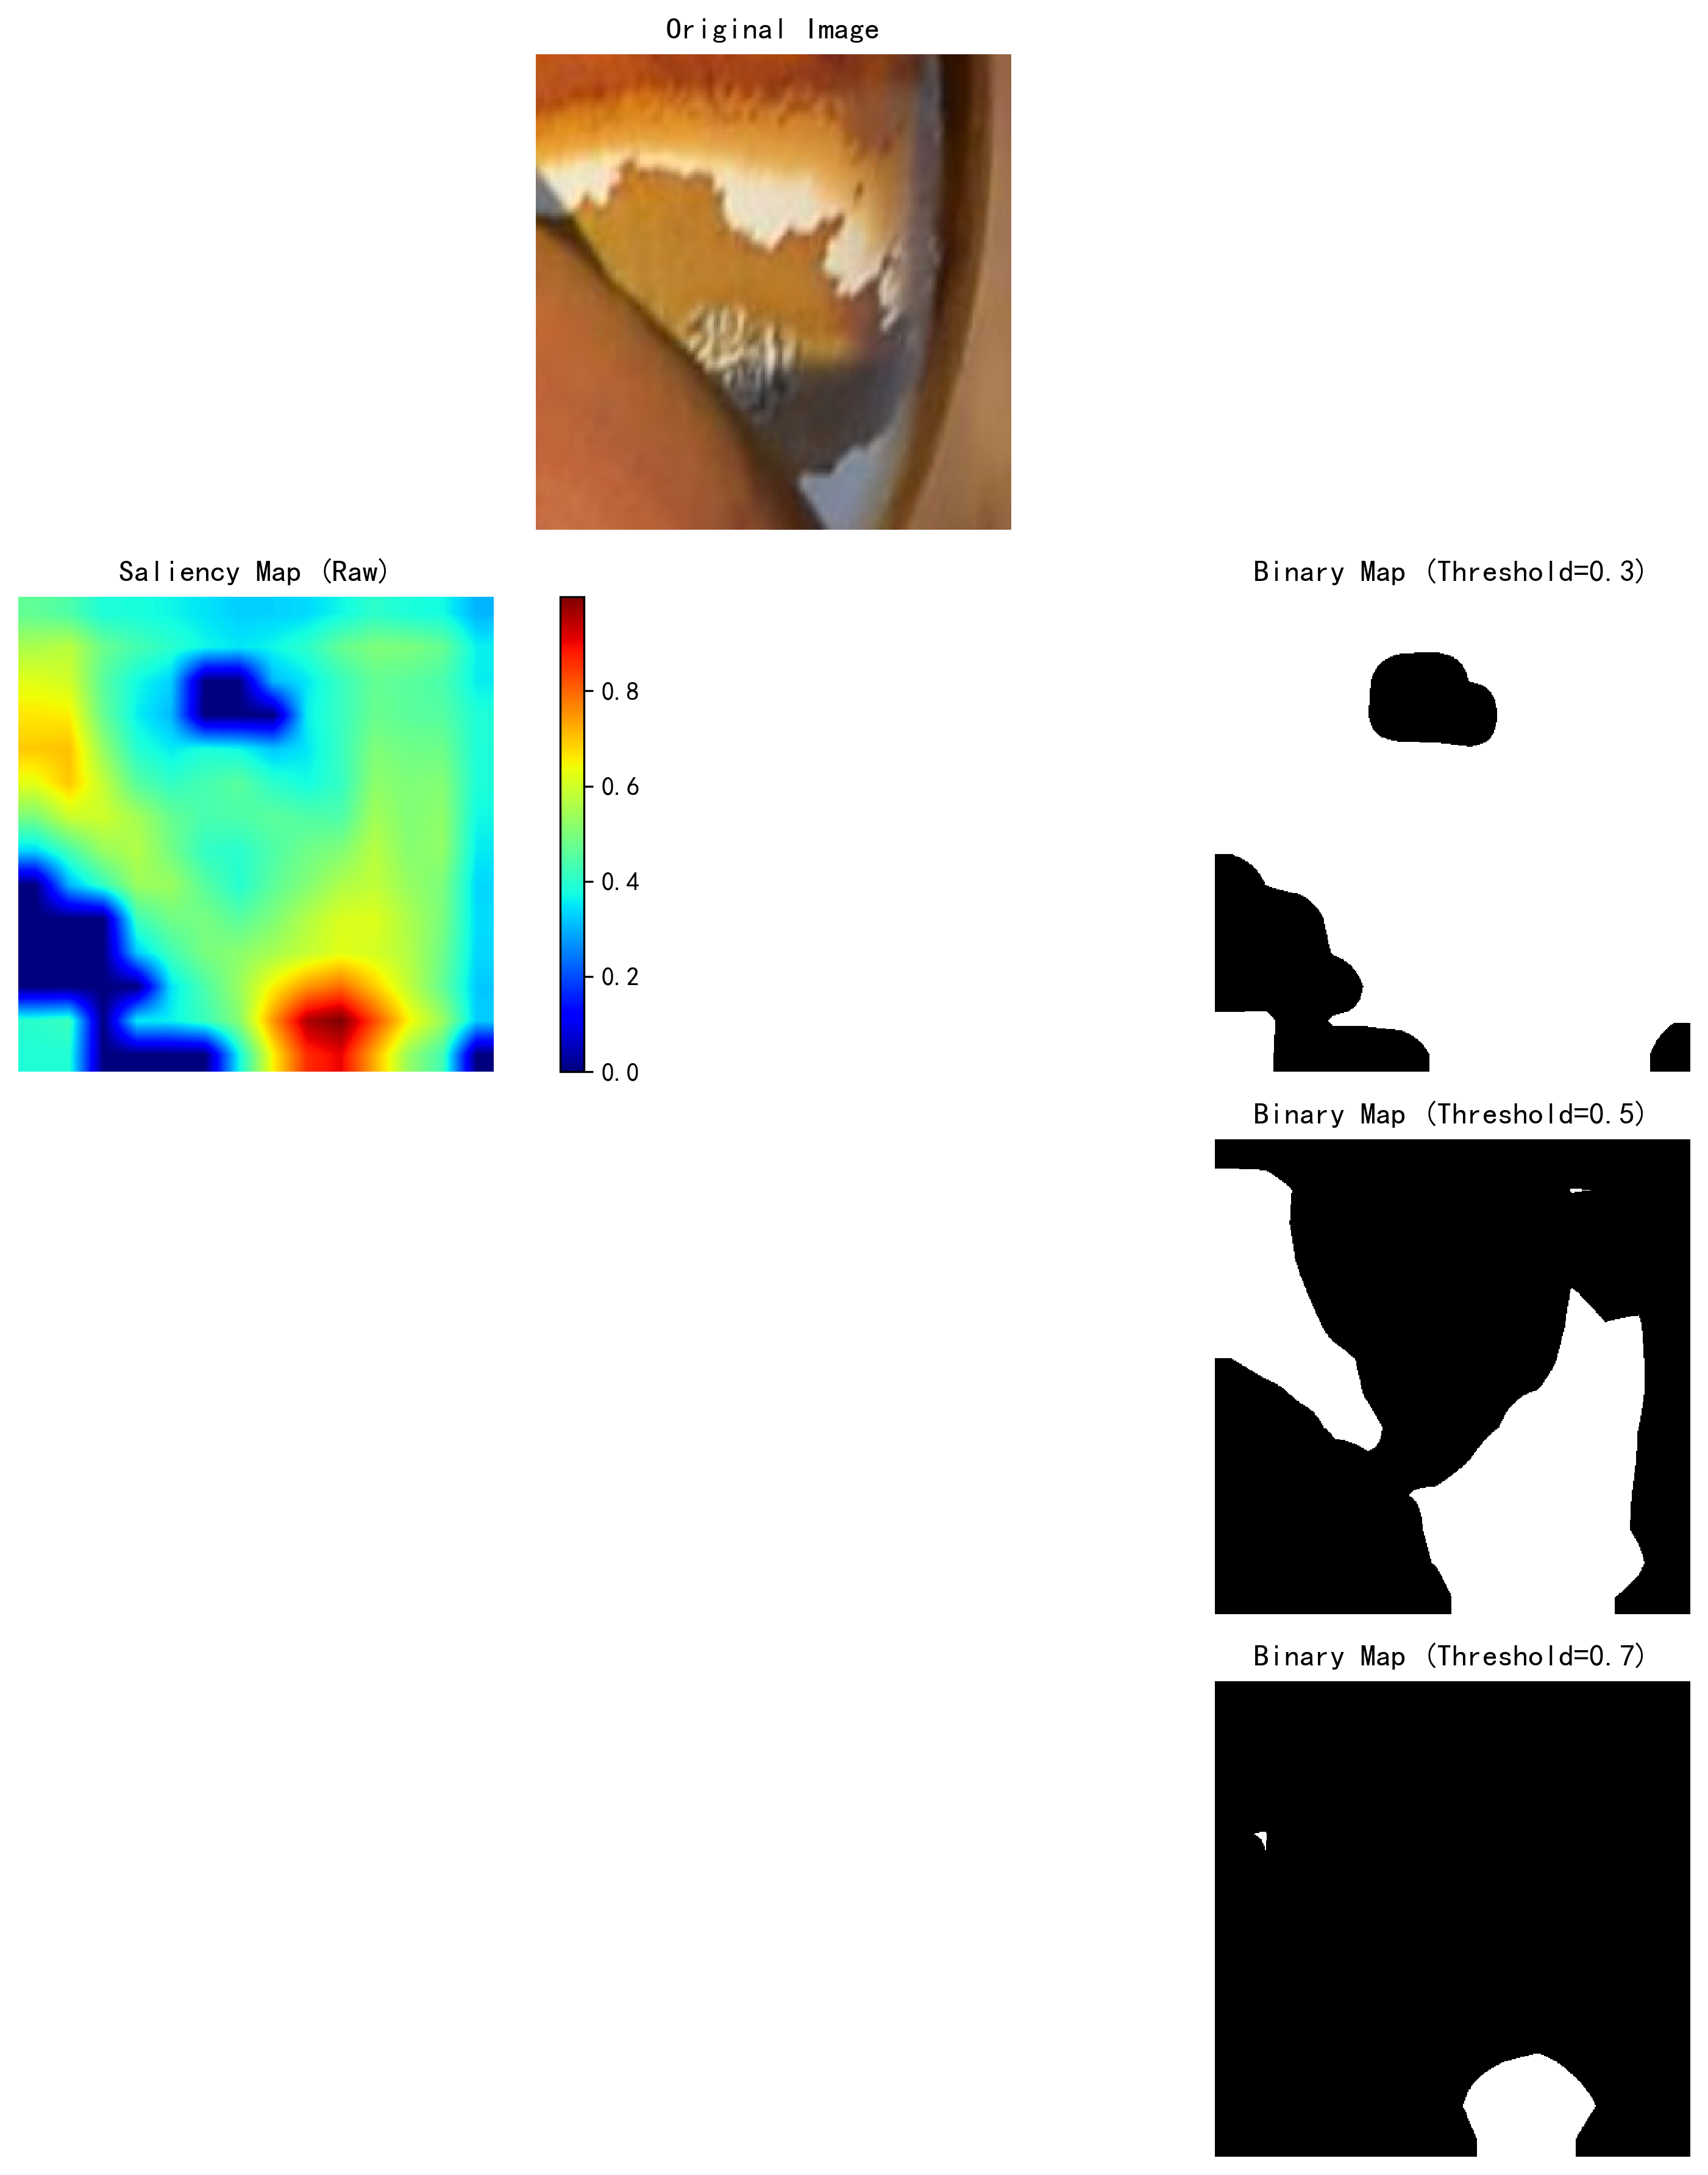 Original Image
Saliency Map (Raw)
Binary Map (Threshold=0.3)
0.8
0.6
0.4
0.2
0.0
Binary Map (Threshold=0.5)
Binary Map (Threshold=0.7)